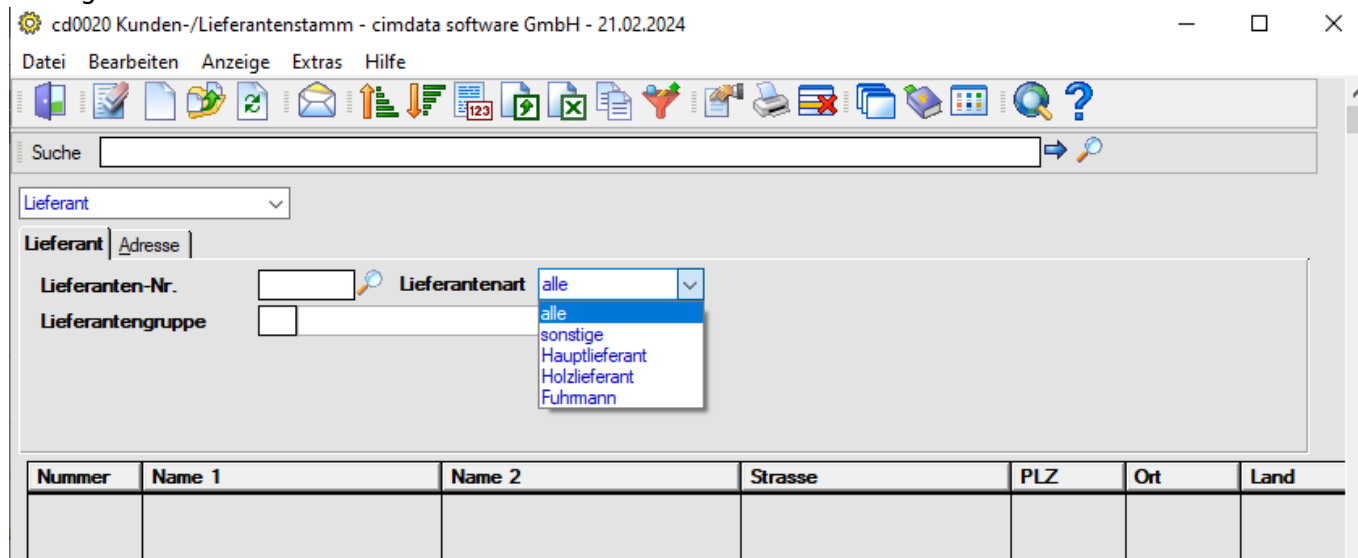 cd0020 Kunden-/Lieferantenstamm - cimdata software GmbH - 21.02.2024
Datei Bearbeiten Anzeige Extras Hilfe
123
Suche
Lieferant
Lieferant Adresse
Lieferanten-Nr. Lieferantenart alle
alle
Lieferantengruppe
sonstige
Hauptlieferant
Holzlieferant
Fuhrmann
Nummer Name 1 Name 2 Strasse PLZ Ort Land